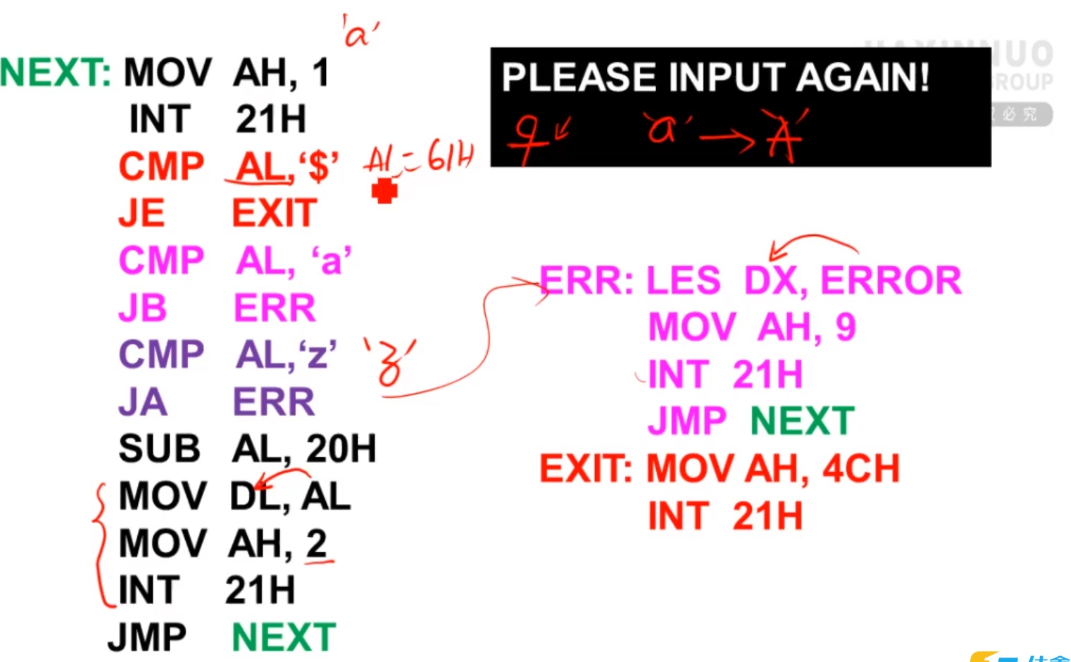 'a'
NEXT: MOV AH, 1
INT 21H
CMP AL,‘$’ AL=61H
JE EXIT
CMP AL, ‘a’
JB ERR
CMP AL,‘z’ 'z'
JA ERR
SUB AL, 20H
MOV DL, AL
MOV AH, 2
INT 21H
JMP NEXT
PLEASE INPUT AGAIN!
'a' → 'A'
GROUP
必究
ERR: LES DX, ERROR
MOV AH, 9
INT 21H
JMP NEXT
EXIT: MOV AH, 4CH
INT 21H